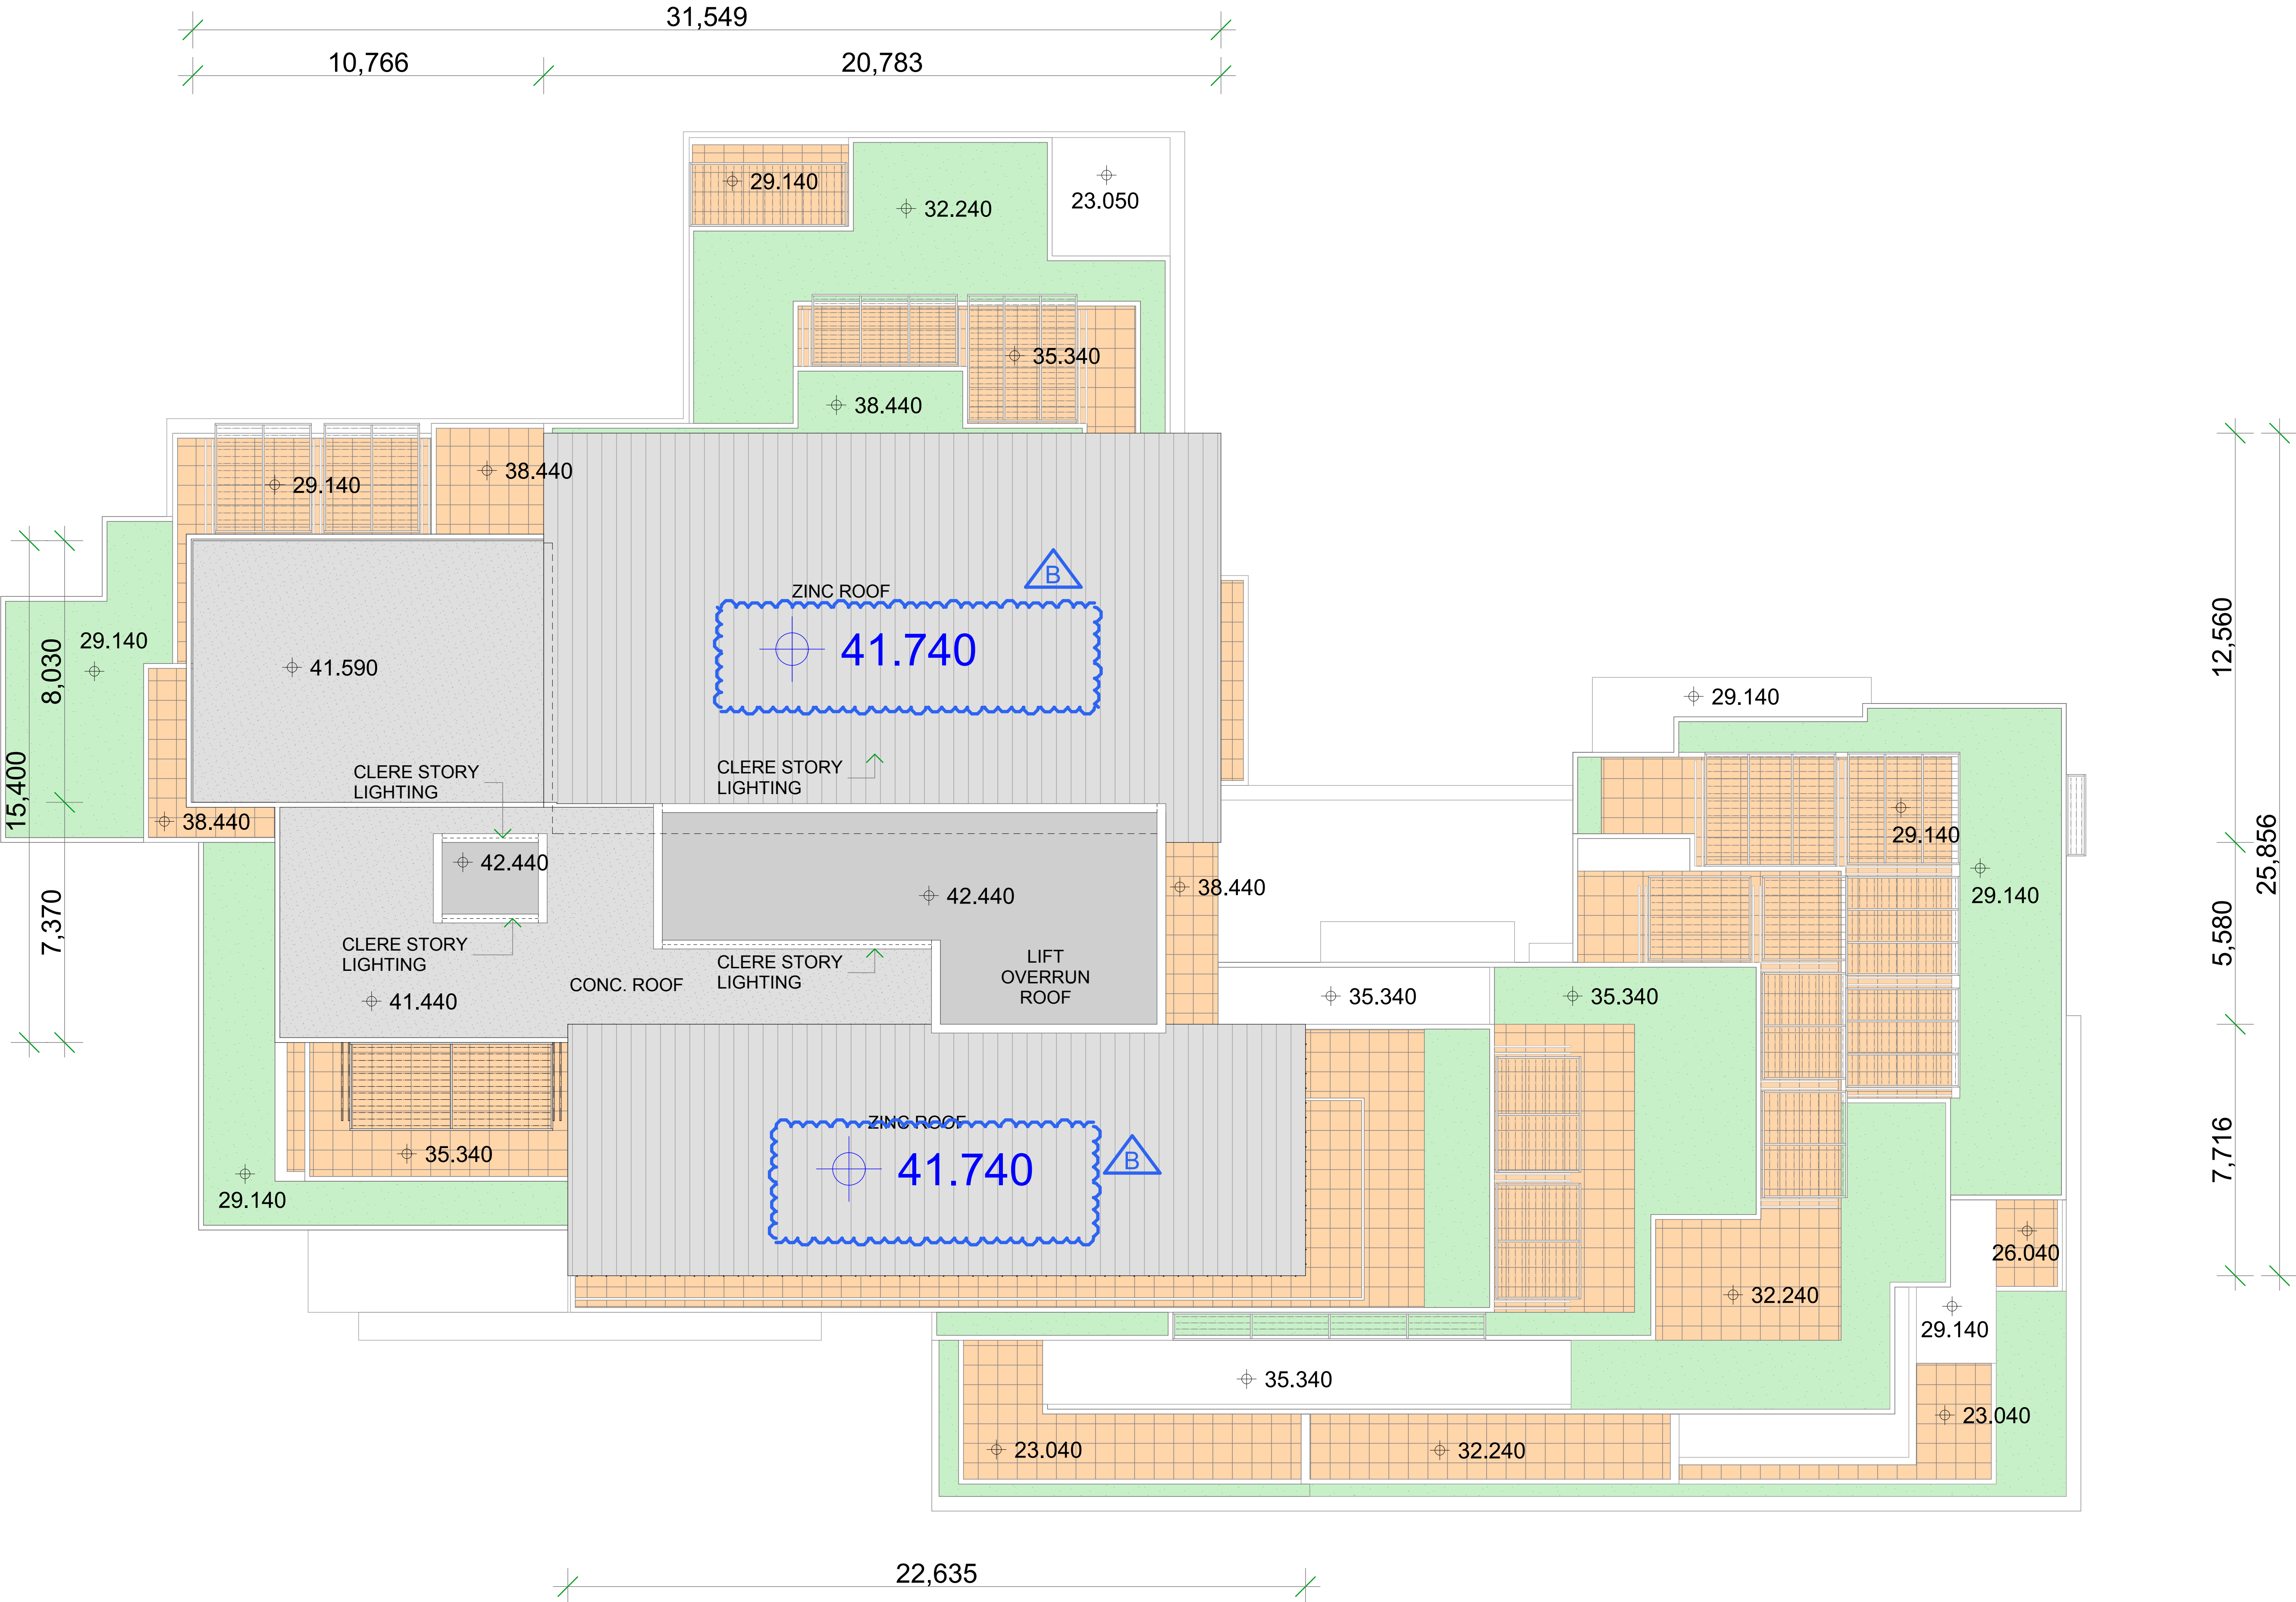 31,549
10,766
20,783
29.140
32.240
23.050
35.340
38.440
38.440
29.140
ZINC ROOF
B
41.740
12,560
29.140
8,030
41.590
29.140
CLERE STORY
LIGHTING
CLERE STORY
LIGHTING
15,400
38.440
29.140
25,856
42.440
42.440
38.440
29.140
7,370
CLERE STORY
LIGHTING
CLERE STORY
LIGHTING
CONC. ROOF
LIFT
OVERRUN
ROOF
5,580
41.440
35.340
35.340
ZINC ROOF
41.740
B
7,716
35.340
29.140
26.040
32.240
29.140
35.340
23.040
23.040
32.240
22,635